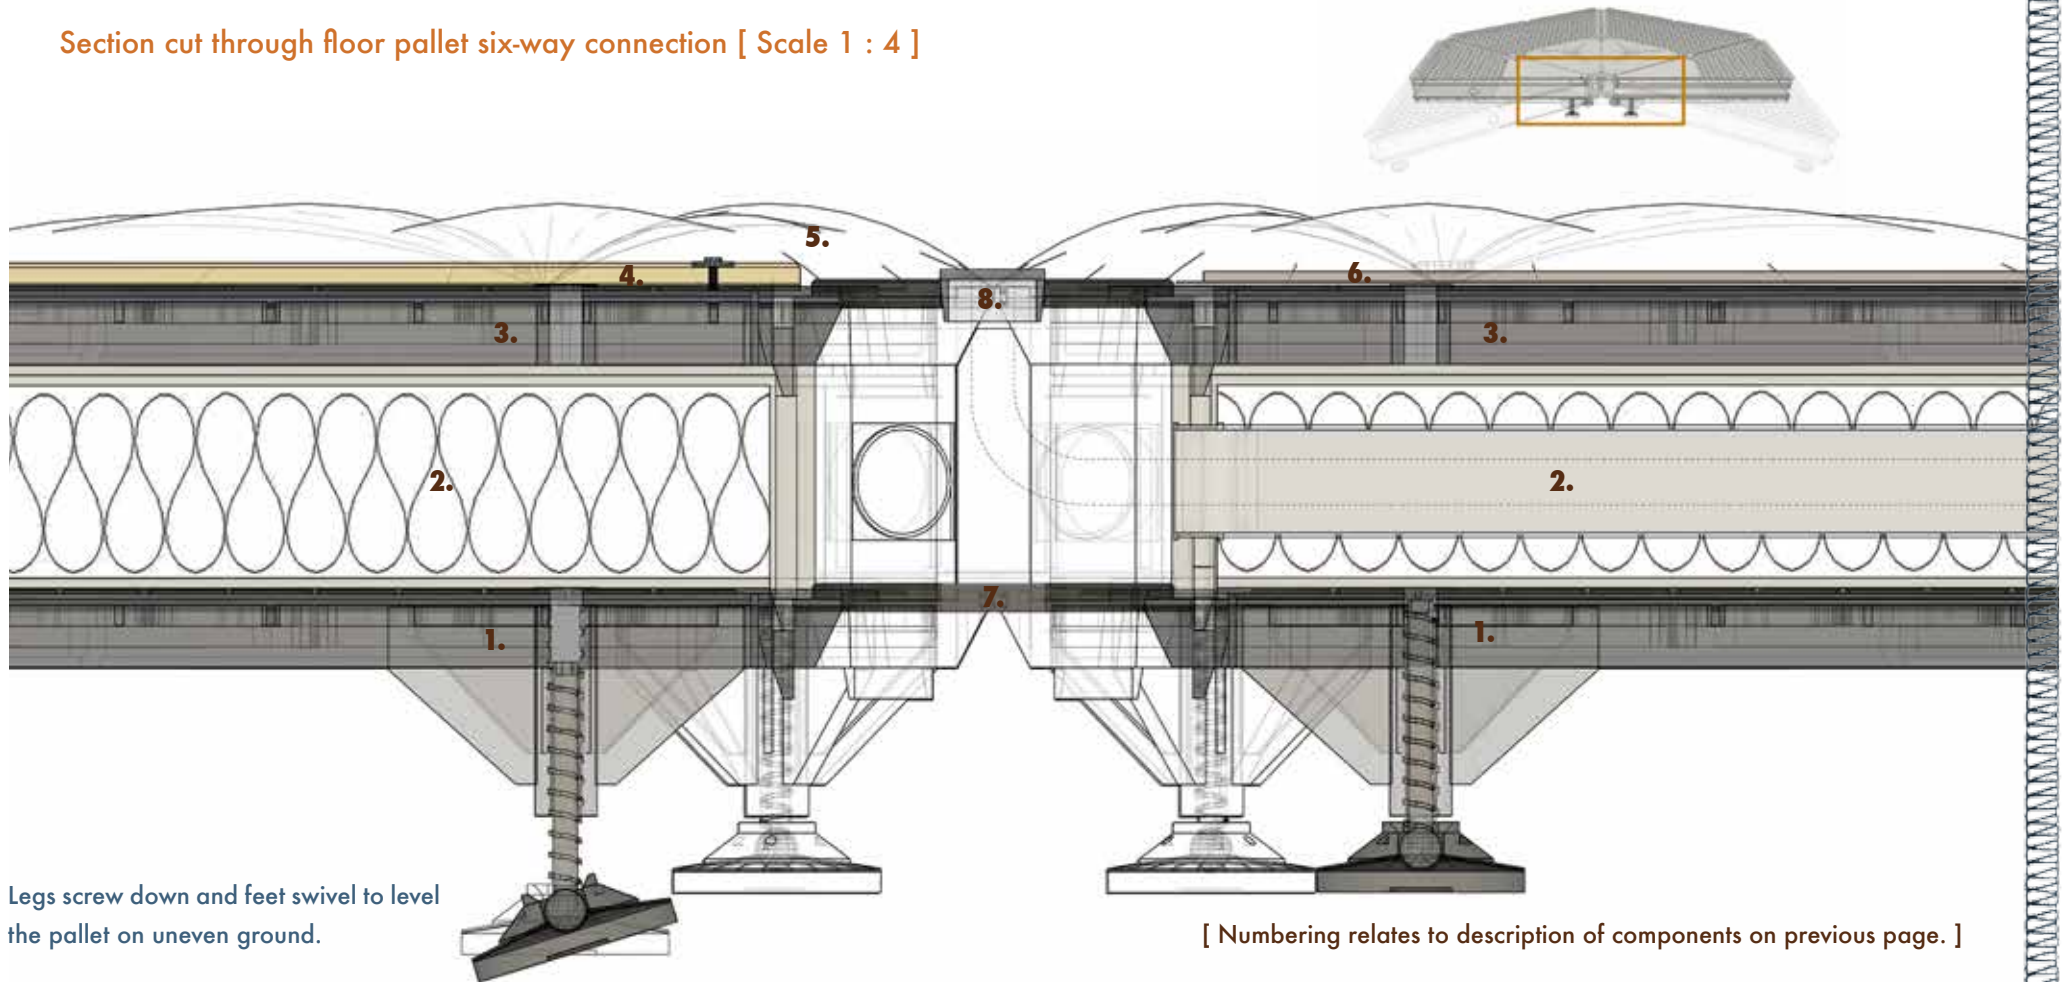 Section cut through floor pallet six-way connection [ Scale 1 : 4 ]
5.
4.
6.
8.
3.
3.
2.
2.
7.
1.
1.
Legs screw down and feet swivel to level
the pallet on uneven ground.
[ Numbering relates to description of components on previous page. ]